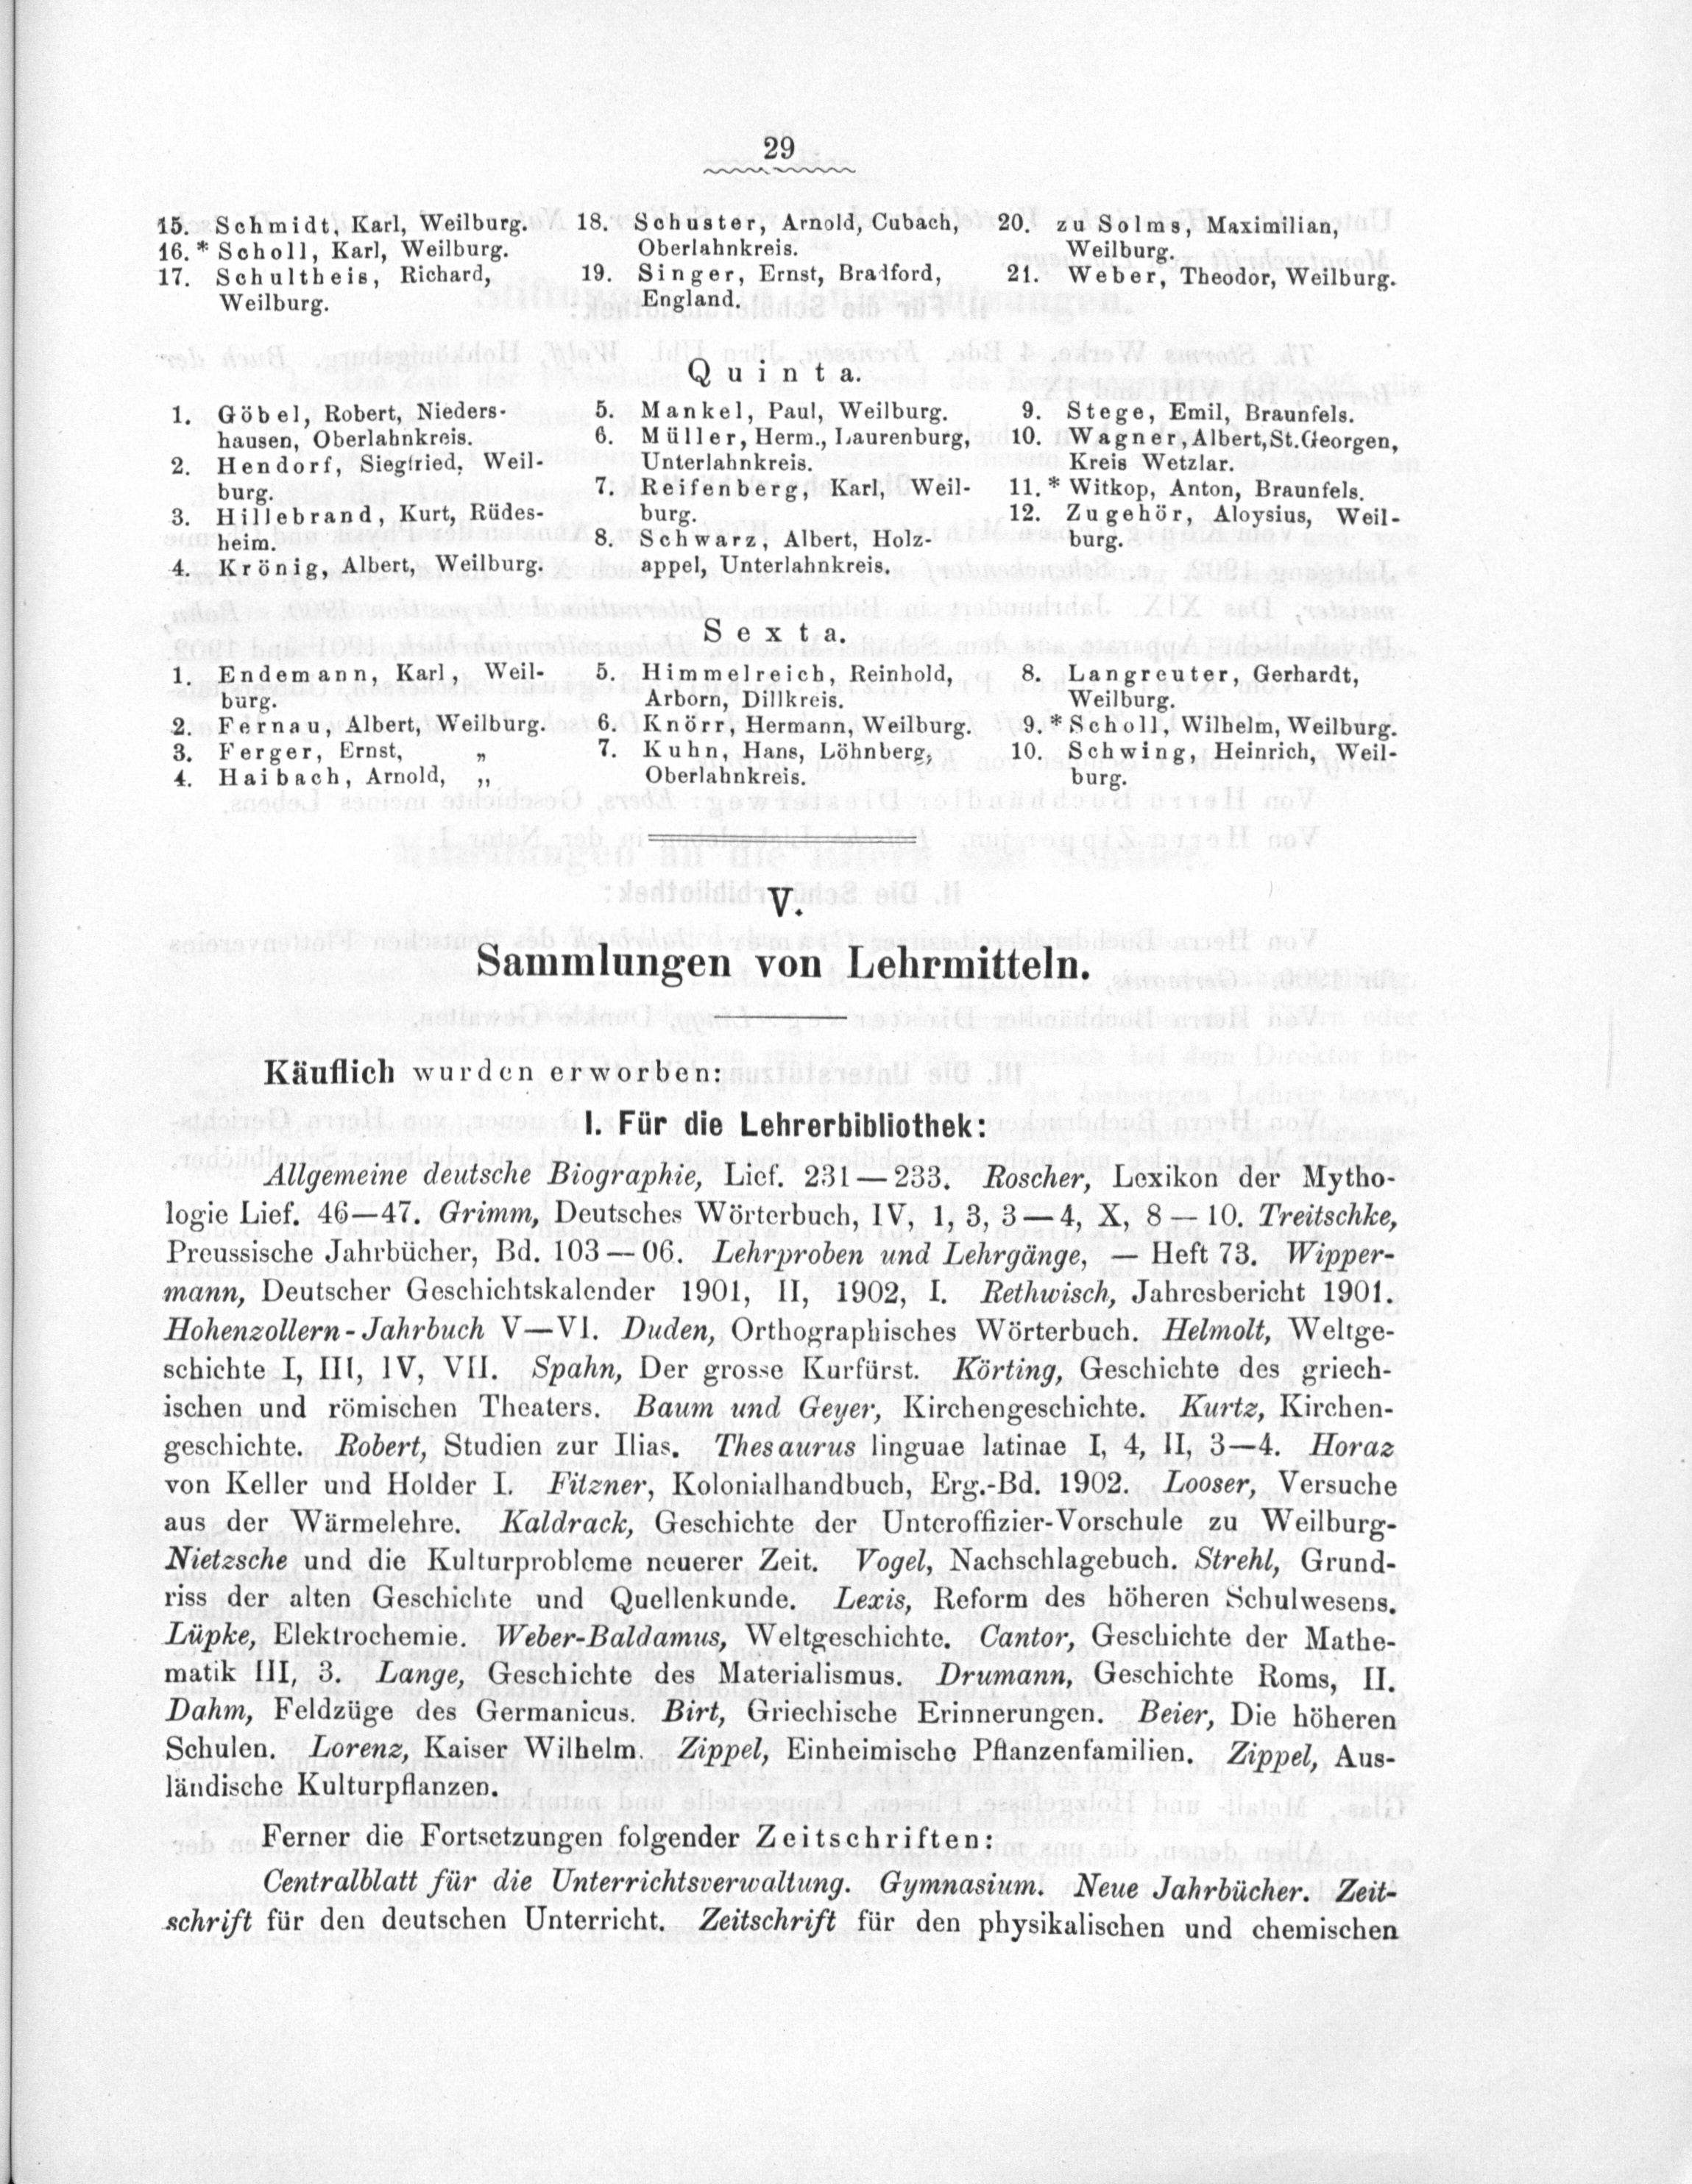 29
15. Schmidt, Karl, Weilburg.
16.* Scholl, Karl, Weilburg.
17. Schultheis, Richard,
Weilburg.
18. Schuster, Arnold, Cubach,
Oberlahnkreis.
19. Singer, Ernst, Bradford,
England.
20. zu Solms, Maximilian,
Weilburg.
21. Weber, Theodor, Weilburg.
Quinta.
1. Göbel, Robert, Nieders-
hausen, Oberlahnkreis.
2. Hendorf, Siegfried, Weil-
burg.
3. Hillebrand, Kurt, Rüdes-
heim.
4. Krönig, Albert, Weilburg.
5. Mankel, Paul, Weilburg.
6. Müller, Herm., Laurenburg,
Unterlahnkreis.
7. Reifenberg, Karl, Weil-
burg.
8. Schwarz, Albert, Holz-
appel, Unterlahnkreis.
9. Stege, Emil, Braunfels.
10. Wagner, Albert, St. Georgen,
Kreis Wetzlar.
11.* Witkop, Anton, Braunfels.
12. Zugehör, Aloysius, Weil-
burg.
Sexta.
1. Endemann, Karl, Weil-
burg.
2. Fernau, Albert, Weilburg.
3. Ferger, Ernst, „
4. Haibach, Arnold, „
5. Himmelreich, Reinhold,
Arborn, Dillkreis.
6. Knörr, Hermann, Weilburg.
7. Kuhn, Hans, Löhnberg,
Oberlahnkreis.
8. Langreuter, Gerhardt,
Weilburg.
9.* Scholl, Wilhelm, Weilburg.
10. Schwing, Heinrich, Weil-
burg.
V.
Sammlungen von Lehrmitteln.
Käuflich wurden erworben:
I. Für die Lehrerbibliothek:
Allgemeine deutsche Biographie, Lief. 231—233. Roscher, Lexikon der Mytho-
logie Lief. 46—47. Grimm, Deutsches Wörterbuch, IV, 1, 3, 3—4, X, 8—10. Treitschke,
Preussische Jahrbücher, Bd. 103—06. Lehrproben und Lehrgänge, — Heft 73. Wipper-
mann, Deutscher Geschichtskalender 1901, II, 1902, I. Rethwisch, Jahresbericht 1901.
Hohenzollern-Jahrbuch V—VI. Duden, Orthographisches Wörterbuch. Helmolt, Weltge-
schichte I, III, IV, VII. Spahn, Der grosse Kurfürst. Körting, Geschichte des griech-
ischen und römischen Theaters. Baum und Geyer, Kirchengeschichte. Kurtz, Kirchen-
geschichte. Robert, Studien zur Ilias. Thesaurus linguae latinae I, 4, II, 3—4. Horaz
von Keller und Holder I. Fitzner, Kolonialhandbuch, Erg.-Bd. 1902. Looser, Versuche
aus der Wärmelehre. Kaldrack, Geschichte der Unteroffizier-Vorschule zu Weilburg-
Nietzsche und die Kulturprobleme neuerer Zeit. Vogel, Nachschlagebuch. Strehl, Grund-
riss der alten Geschichte und Quellenkunde. Lexis, Reform des höheren Schulwesens.
Lüpke, Elektrochemie. Weber-Baldamus, Weltgeschichte. Cantor, Geschichte der Mathe-
matik III, 3. Lange, Geschichte des Materialismus. Drumann, Geschichte Roms, II.
Dahm, Feldzüge des Germanicus. Birt, Griechische Erinnerungen. Beier, Die höheren
Schulen. Lorenz, Kaiser Wilhelm. Zippel, Einheimische Pflanzenfamilien. Zippel, Aus-
ländische Kulturpflanzen.
Ferner die Fortsetzungen folgender Zeitschriften:
Centralblatt für die Unterrichtsverwaltung. Gymnasium. Neue Jahrbücher. Zeit-
schrift für den deutschen Unterricht. Zeitschrift für den physikalischen und chemischen